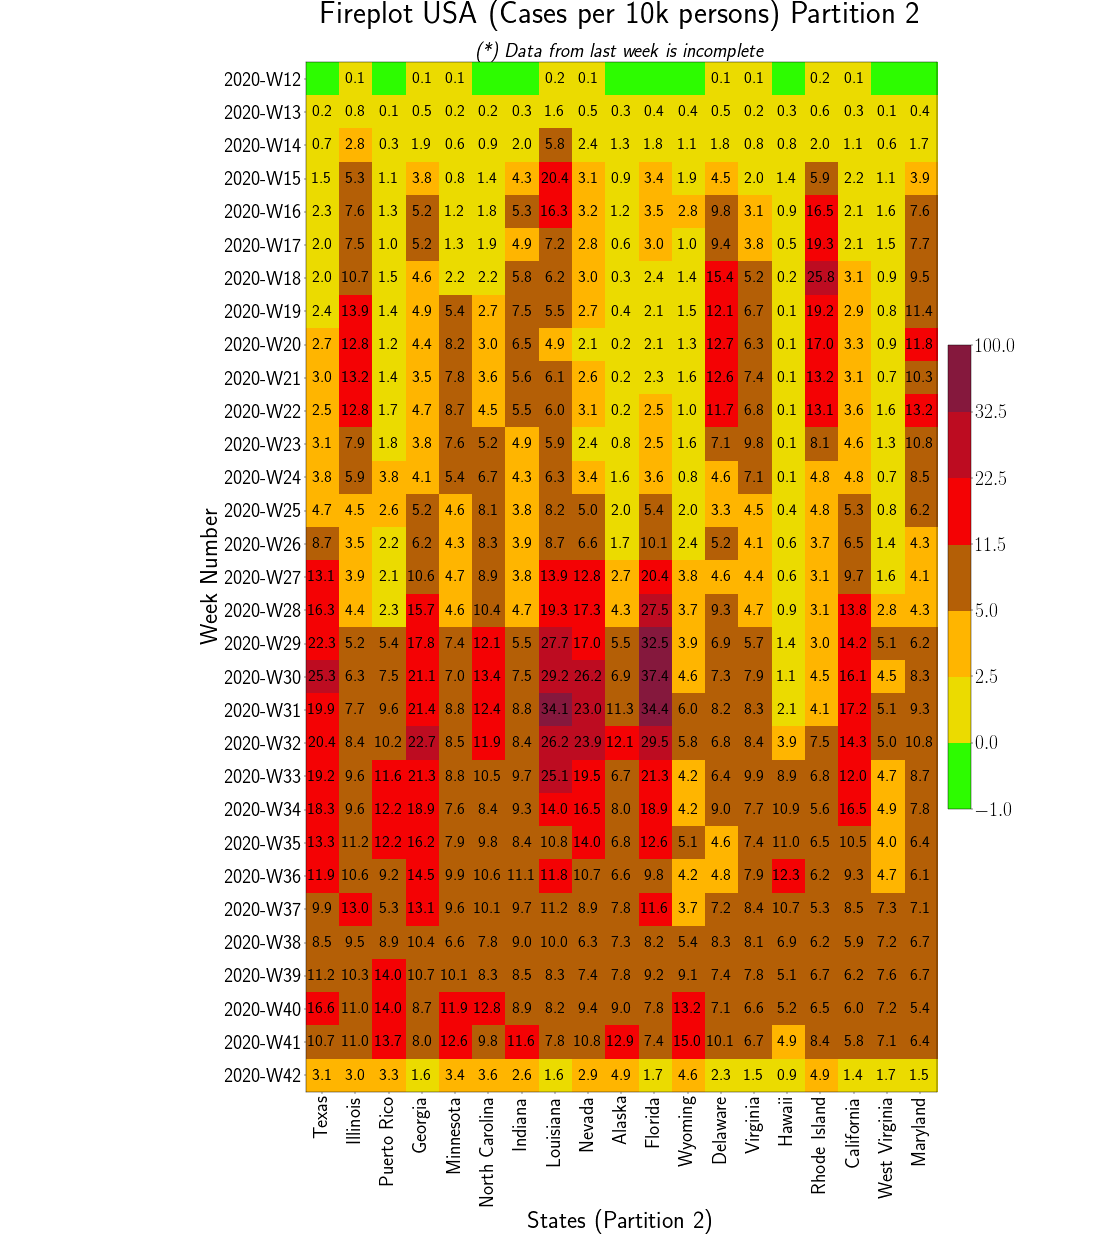 Fireplot USA (Cases per 10k persons) Partition 2
(*) Data from last week is incomplete
2020-W12 0.1 0.1 0.1 0.2 0.1 0.1 0.1 0.2 0.1
2020-W13 0.2 0.8 0.1 0.5 0.2 0.2 0.3 1.6 0.5 0.3 0.4 0.4 0.5 0.2 0.3 0.6 0.3 0.1 0.4
2020-W14 0.7 2.8 0.3 1.9 0.6 0.9 2.0 5.8 2.4 1.3 1.8 1.1 1.8 0.8 0.8 2.0 1.1 0.6 1.7
2020-W15 1.5 5.3 1.1 3.8 0.8 1.4 4.3 20.4 3.1 0.9 3.4 1.9 4.5 2.0 1.4 5.9 2.2 1.1 3.9
2020-W16 2.3 7.6 1.3 5.2 1.2 1.8 5.3 16.3 3.2 1.2 3.5 2.8 9.8 3.1 0.9 16.5 2.1 1.6 7.6
2020-W17 2.0 7.5 1.0 5.2 1.3 1.9 4.9 7.2 2.8 0.6 3.0 1.0 9.4 3.8 0.5 19.3 2.1 1.5 7.7
2020-W18 2.0 10.7 1.5 4.6 2.2 2.2 5.8 6.2 3.0 0.3 2.4 1.4 15.4 5.2 0.2 25.8 3.1 0.9 9.5
2020-W19 2.4 13.9 1.4 4.9 5.4 2.7 7.5 5.5 2.7 0.4 2.1 1.5 12.1 6.7 0.1 19.2 2.9 0.8 11.4
2020-W20 2.7 12.8 1.2 4.4 8.2 3.0 6.5 4.9 2.1 0.2 2.1 1.3 12.7 6.3 0.1 17.0 3.3 0.9 11.8
2020-W21 3.0 13.2 1.4 3.5 7.8 3.6 5.6 6.1 2.6 0.2 2.3 1.6 12.6 7.4 0.1 13.2 3.1 0.7 10.3
2020-W22 2.5 12.8 1.7 4.7 8.7 4.5 5.5 6.0 3.1 0.2 2.5 1.0 11.7 6.8 0.1 13.1 3.6 1.6 13.2
2020-W23 3.1 7.9 1.8 3.8 7.6 5.2 4.9 5.9 2.4 0.8 2.5 1.6 7.1 9.8 0.1 8.1 4.6 1.3 10.8
2020-W24 3.8 5.9 3.8 4.1 5.4 6.7 4.3 6.3 3.4 1.6 3.6 0.8 4.6 7.1 0.1 4.8 4.8 0.7 8.5
2020-W25 4.7 4.5 2.6 5.2 4.6 8.1 3.8 8.2 5.0 2.0 5.4 2.0 3.3 4.5 0.4 4.8 5.3 0.8 6.2
2020-W26 8.7 3.5 2.2 6.2 4.3 8.3 3.9 8.7 6.6 1.7 10.1 2.4 5.2 4.1 0.6 3.7 6.5 1.4 4.3
2020-W27 13.1 3.9 2.1 10.6 4.7 8.9 3.8 13.9 12.8 2.7 20.4 3.8 4.6 4.4 0.6 3.1 9.7 1.6 4.1
2020-W28 16.3 4.4 2.3 15.7 4.6 10.4 4.7 19.3 17.3 4.3 27.5 3.7 9.3 4.7 0.9 3.1 13.8 2.8 4.3
2020-W29 22.3 5.2 5.4 17.8 7.4 12.1 5.5 27.7 17.0 5.5 32.5 3.9 6.9 5.7 1.4 3.0 14.2 5.1 6.2
2020-W30 25.3 6.3 7.5 21.1 7.0 13.4 7.5 29.2 26.2 6.9 37.4 4.6 7.3 7.9 1.1 4.5 16.1 4.5 8.3
2020-W31 19.9 7.7 9.6 21.4 8.8 12.4 8.8 34.1 23.0 11.3 34.4 6.0 8.2 8.3 2.1 4.1 17.2 5.1 9.3
2020-W32 20.4 8.4 10.2 22.7 8.5 11.9 8.4 26.2 23.9 12.1 29.5 5.8 6.8 8.4 3.9 7.5 14.3 5.0 10.8
2020-W33 19.2 9.6 11.6 21.3 8.8 10.5 9.7 25.1 19.5 6.7 21.3 4.2 6.4 9.9 8.9 6.8 12.0 4.7 8.7
2020-W34 18.3 9.6 12.2 18.9 7.6 8.4 9.3 14.0 16.5 8.0 18.9 4.2 9.0 7.7 10.9 5.6 16.5 4.9 7.8
2020-W35 13.3 11.2 12.2 16.2 7.9 9.8 8.4 10.8 14.0 6.8 12.6 5.1 4.6 7.4 11.0 6.5 10.5 4.0 6.4
2020-W36 11.9 10.6 9.2 14.5 9.9 10.6 11.1 11.8 10.7 6.6 9.8 4.2 4.8 7.9 12.3 6.2 9.3 4.7 6.1
2020-W37 9.9 13.0 5.3 13.1 9.6 10.1 9.7 11.2 8.9 7.8 11.6 3.7 7.2 8.4 10.7 5.3 8.5 7.3 7.1
2020-W38 8.5 9.5 8.9 10.4 6.6 7.8 9.0 10.0 6.3 7.3 8.2 5.4 8.3 8.1 6.9 6.2 5.9 7.2 6.7
2020-W39 11.2 10.3 14.0 10.7 10.1 8.3 8.5 8.3 7.4 7.8 9.2 9.1 7.4 7.8 5.1 6.7 6.2 7.6 6.7
2020-W40 16.6 11.0 14.0 8.7 11.9 12.8 8.9 8.2 9.4 9.0 7.8 13.2 7.1 6.6 5.2 6.5 6.0 7.2 5.4
2020-W41 10.7 11.0 13.7 8.0 12.6 9.8 11.6 7.8 10.8 12.9 7.4 15.0 10.1 6.7 4.9 8.4 5.8 7.1 6.4
2020-W42 3.1 3.0 3.3 1.6 3.4 3.6 2.6 1.6 2.9 4.9 1.7 4.6 2.3 1.5 0.9 4.9 1.4 1.7 1.5
Week Number
Texas
Illinois
Puerto Rico
Georgia
Minnesota
North Carolina
Indiana
Louisiana
Nevada
Alaska
Florida
Wyoming
Delaware
Virginia
Hawaii
Rhode Island
California
West Virginia
Maryland
States (Partition 2)
100.0
32.5
22.5
11.5
5.0
2.5
0.0
−1.0